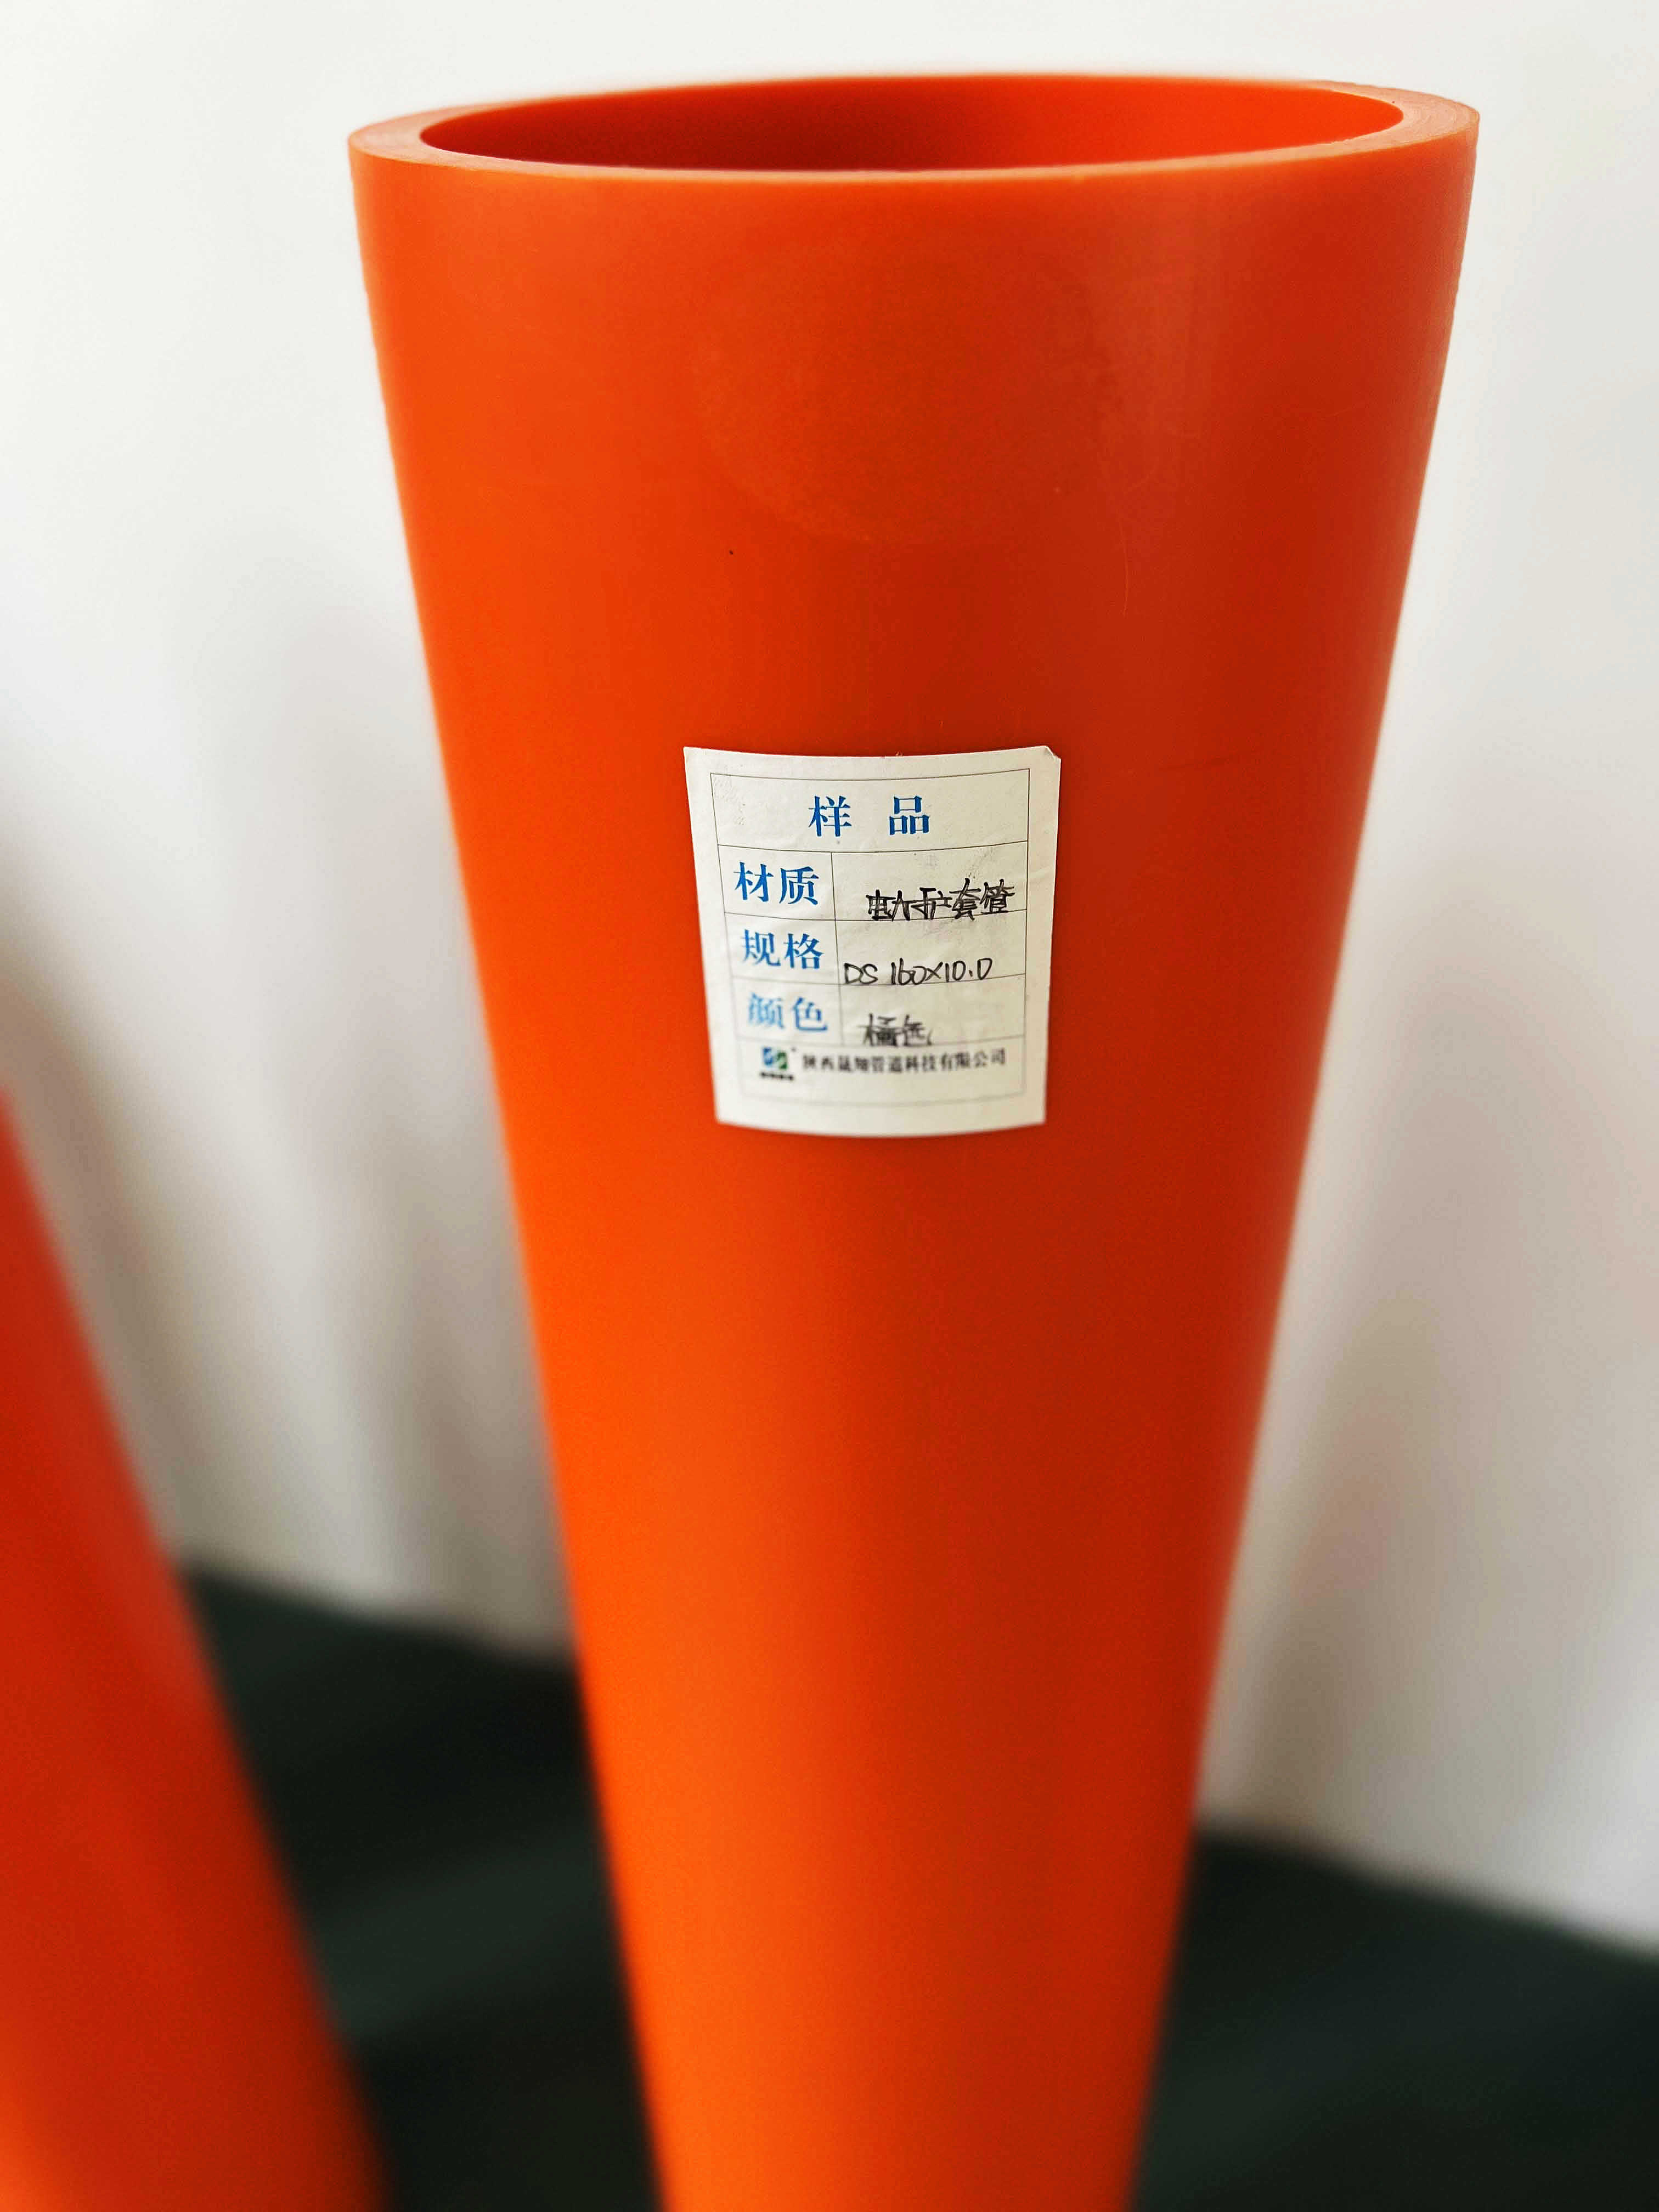 样品
材质 电力护套管
规格 DS 160×10.0
颜色 橘色
陕西晟翔管道科技有限公司